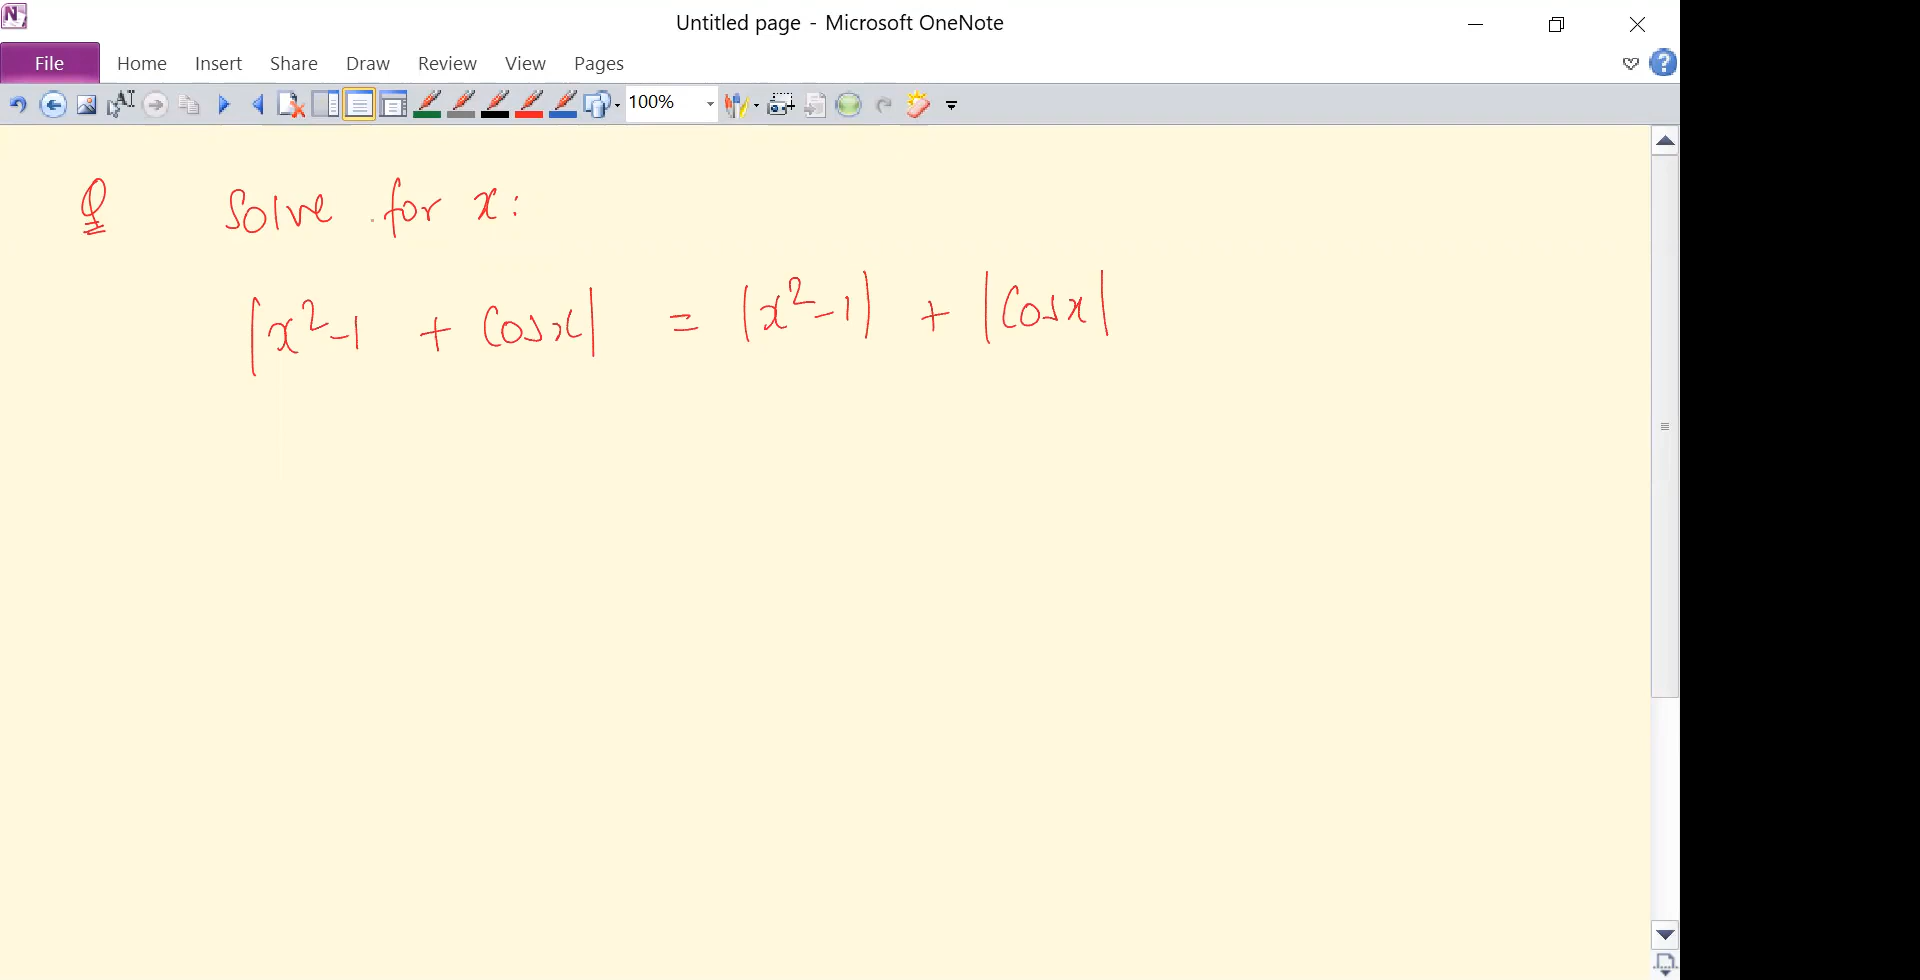 Untitled page - Microsoft OneNote
File Home Insert Share Draw Review View Pages
100%
Q Solve for x:
|x²-1 + Cosx| = |x²-1| + |Cosx|